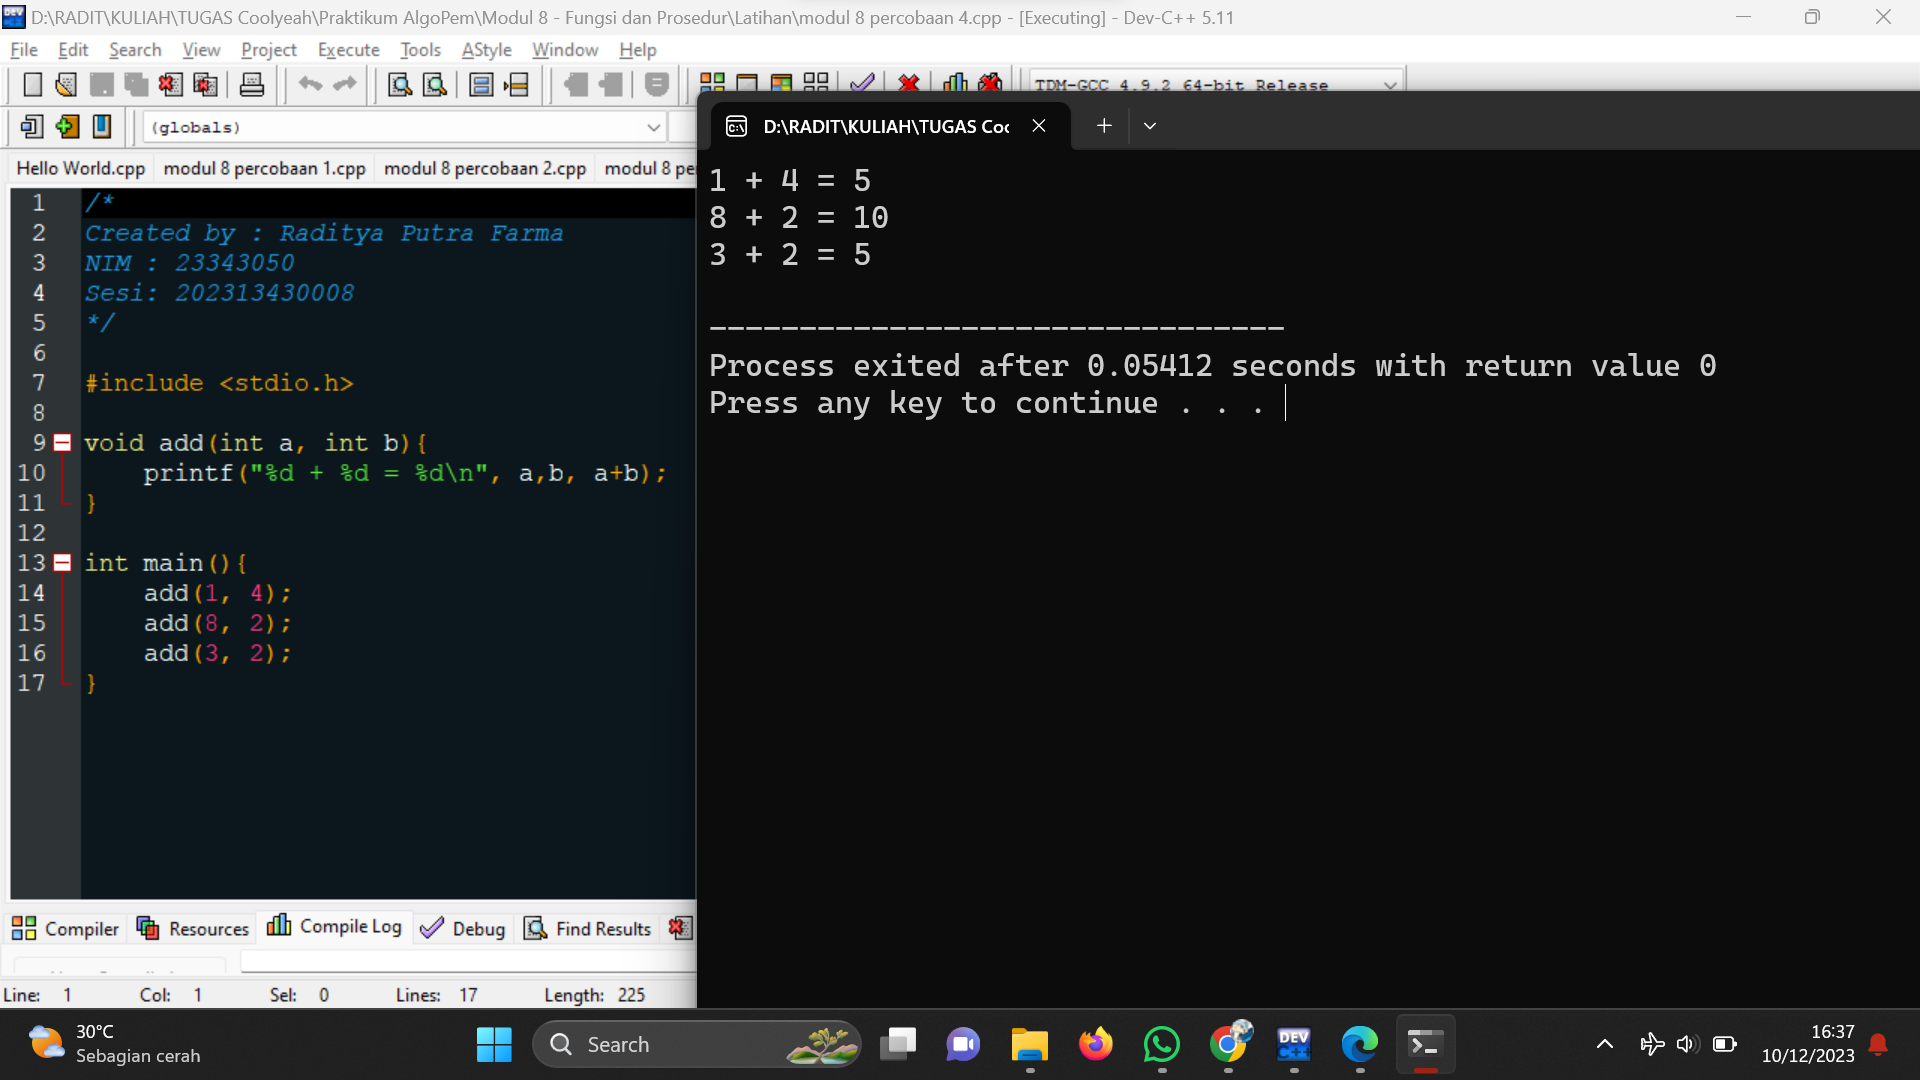 D:\RADIT\KULIAH\TUGAS Coolyeah\Praktikum AlgoPem\Modul 8 - Fungsi dan Prosedur\Latihan\modul 8 percobaan 4.cpp - [Executing] - Dev-C++ 5.11
File Edit Search View Project Execute Tools AStyle Window Help
TDM-GCC 4.9.2 64-bit Release
(globals)
Hello World.cpp modul 8 percobaan 1.cpp modul 8 percobaan 2.cpp modul 8 pe
1 /*
2 Created by : Raditya Putra Farma
3 NIM : 23343050
4 Sesi: 202313430008
5 */
6
7 #include <stdio.h>
8
9 void add(int a, int b){
10 printf("%d + %d = %d\n", a,b, a+b);
11 }
12
13 int main(){
14 add(1, 4);
15 add(8, 2);
16 add(3, 2);
17 }
D:\RADIT\KULIAH\TUGAS Coo
1 + 4 = 5
8 + 2 = 10
3 + 2 = 5
--------------------------------
Process exited after 0.05412 seconds with return value 0
Press any key to continue . . .
Compiler Resources Compile Log Debug Find Results
Line: 1 Col: 1 Sel: 0 Lines: 17 Length: 225
30°C
Sebagian cerah
Search
DEV
C++
16:37
10/12/2023